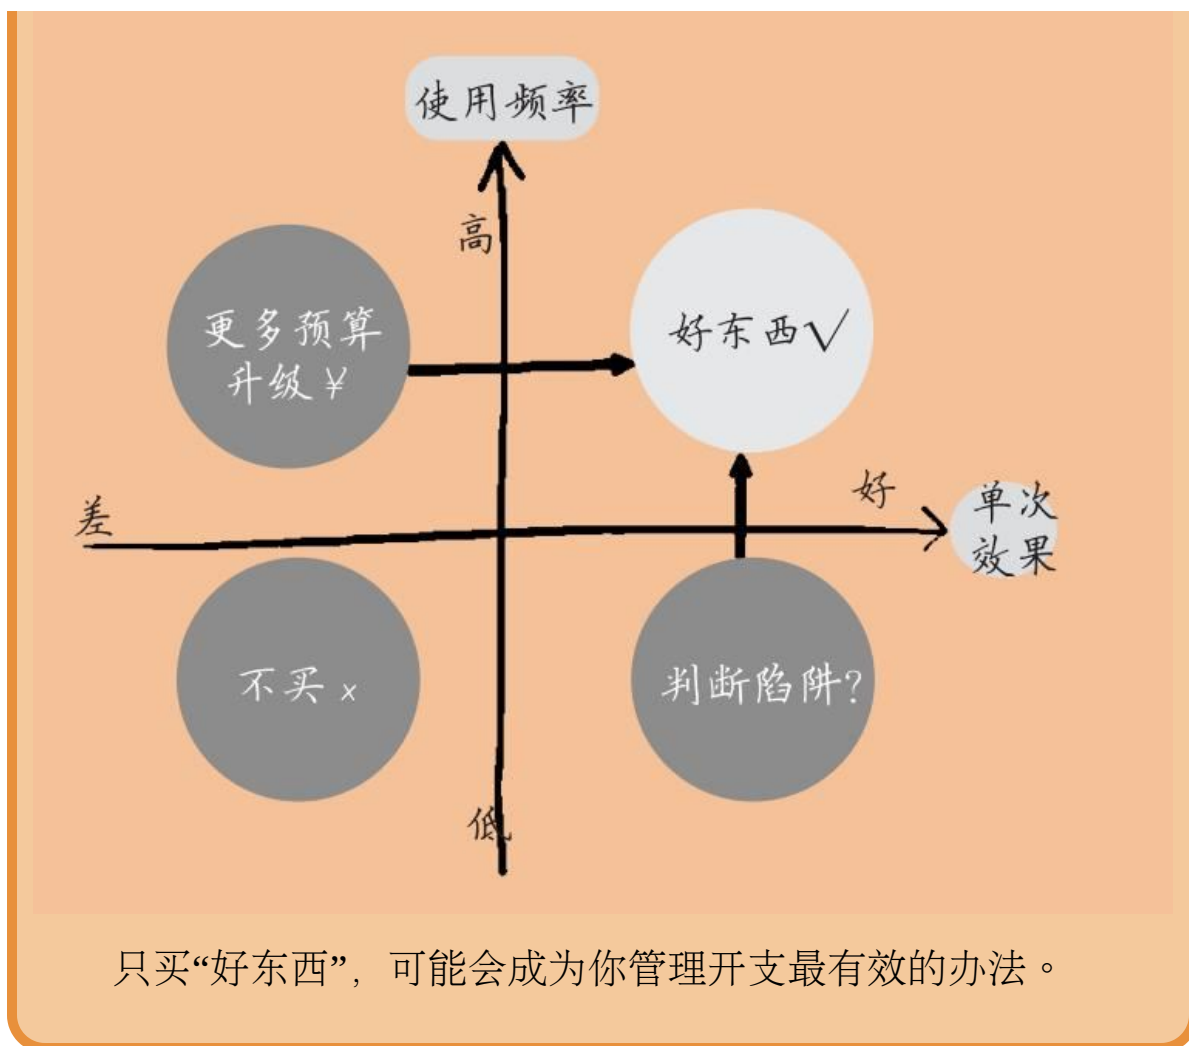 使用频率
高
更多预算
升级¥
好东西√
差
好
单次
效果
不买 ×
判断陷阱?
低
只买“好东西”，可能会成为你管理开支最有效的办法。